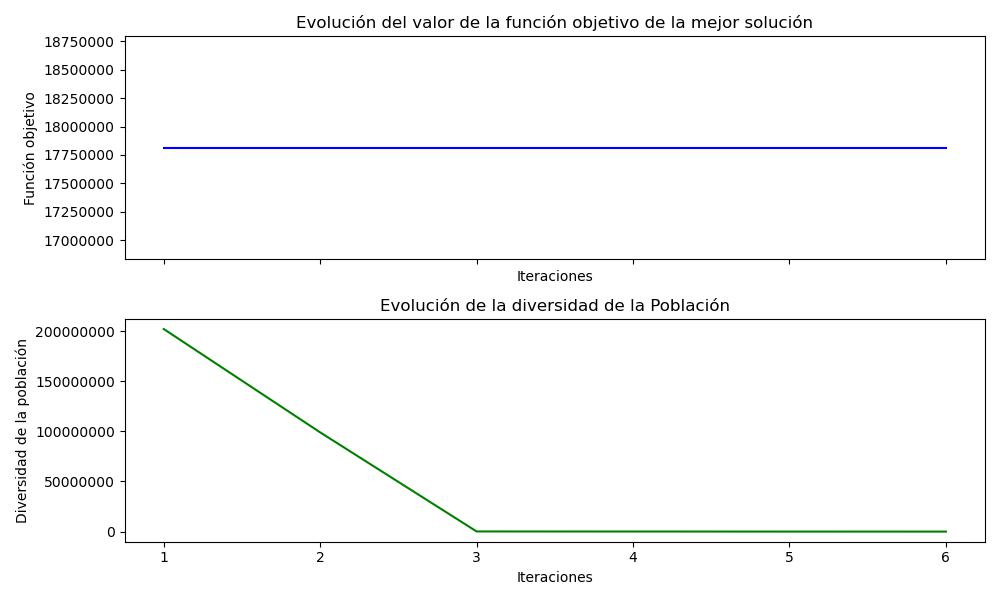 Evolución del valor de la función objetivo de la mejor solución
Función objetivo
18750000
18500000
18250000
18000000
17750000
17500000
17250000
17000000
Iteraciones
Evolución de la diversidad de la Población
Diversidad de la población
200000000
150000000
100000000
50000000
0
1 2 3 4 5 6
Iteraciones